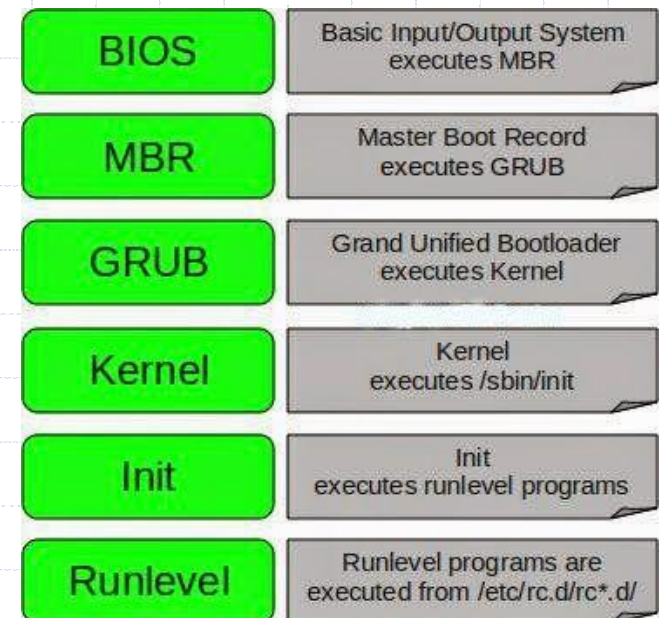 BIOS
Basic Input/Output System
executes MBR
MBR
Master Boot Record
executes GRUB
GRUB
Grand Unified Bootloader
executes Kernel
Kernel
Kernel
executes /sbin/init
Init
Init
executes runlevel programs
Runlevel
Runlevel programs are
executed from /etc/rc.d/rc*.d/